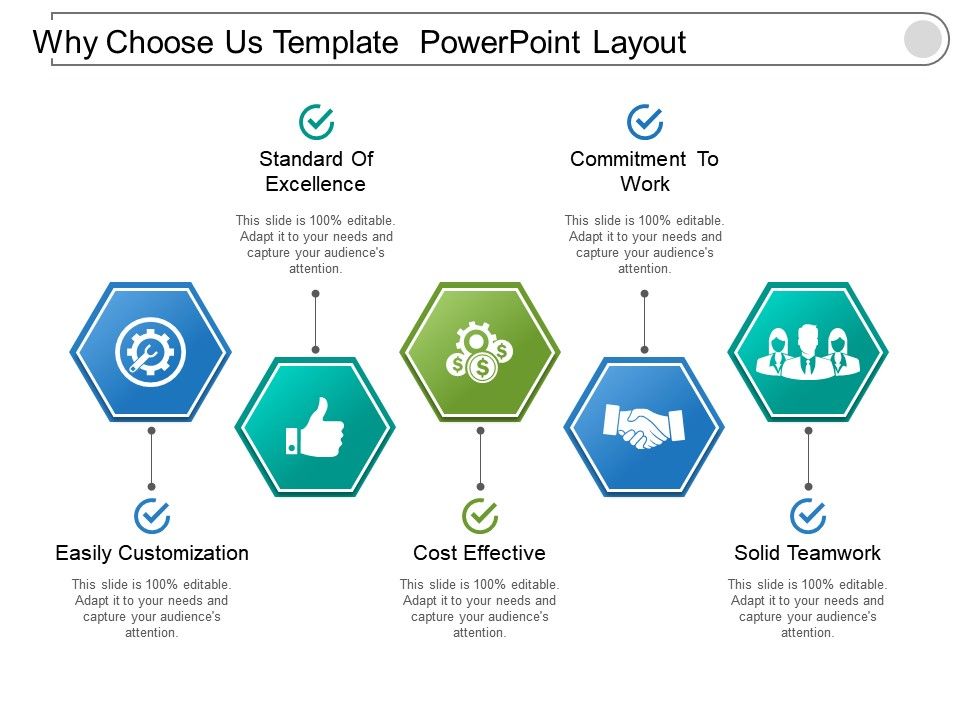 Why Choose Us Template PowerPoint Layout
Standard Of
Excellence
This slide is 100% editable.
Adapt it to your needs and
capture your audience's
attention.
Commitment To
Work
This slide is 100% editable.
Adapt it to your needs and
capture your audience's
attention.
$
$
$
Easily Customization
This slide is 100% editable.
Adapt it to your needs and
capture your audience's
attention.
Cost Effective
This slide is 100% editable.
Adapt it to your needs and
capture your audience's
attention.
Solid Teamwork
This slide is 100% editable.
Adapt it to your needs and
capture your audience's
attention.